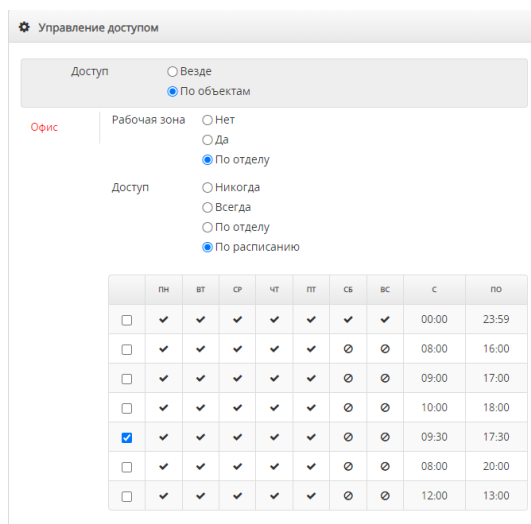 Управление доступом
Доступ Везде
По объектам
Офис Рабочая зона Нет
Да
По отделу
Доступ Никогда
Всегда
По отделу
По расписанию
ПН ВТ СР ЧТ ПТ СБ ВС С ПО
00:00 23:59
08:00 16:00
09:00 17:00
10:00 18:00
09:30 17:30
08:00 20:00
12:00 13:00